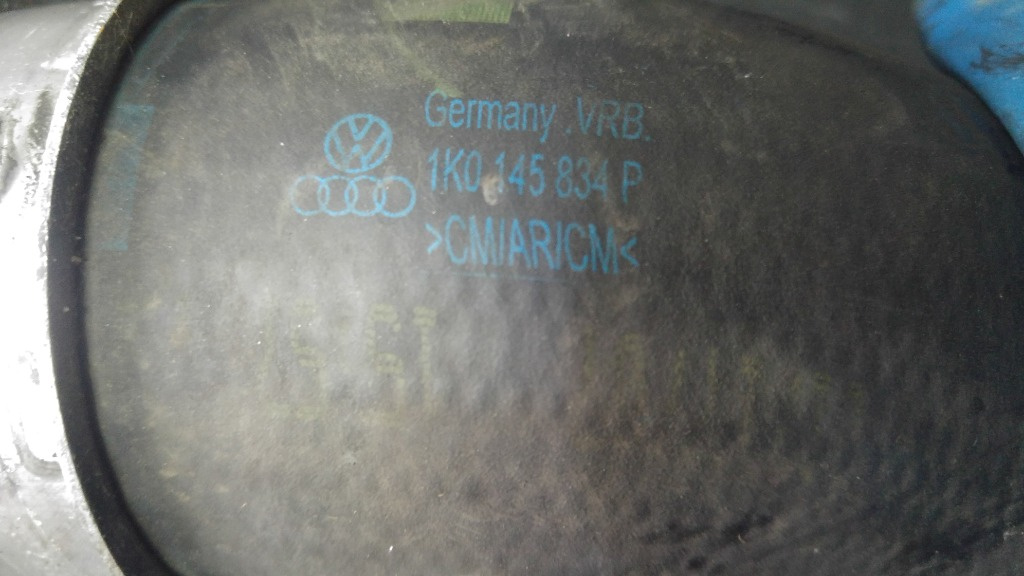 Germany .VRB.
1K0 145 834 P
>CM/AR/CM<